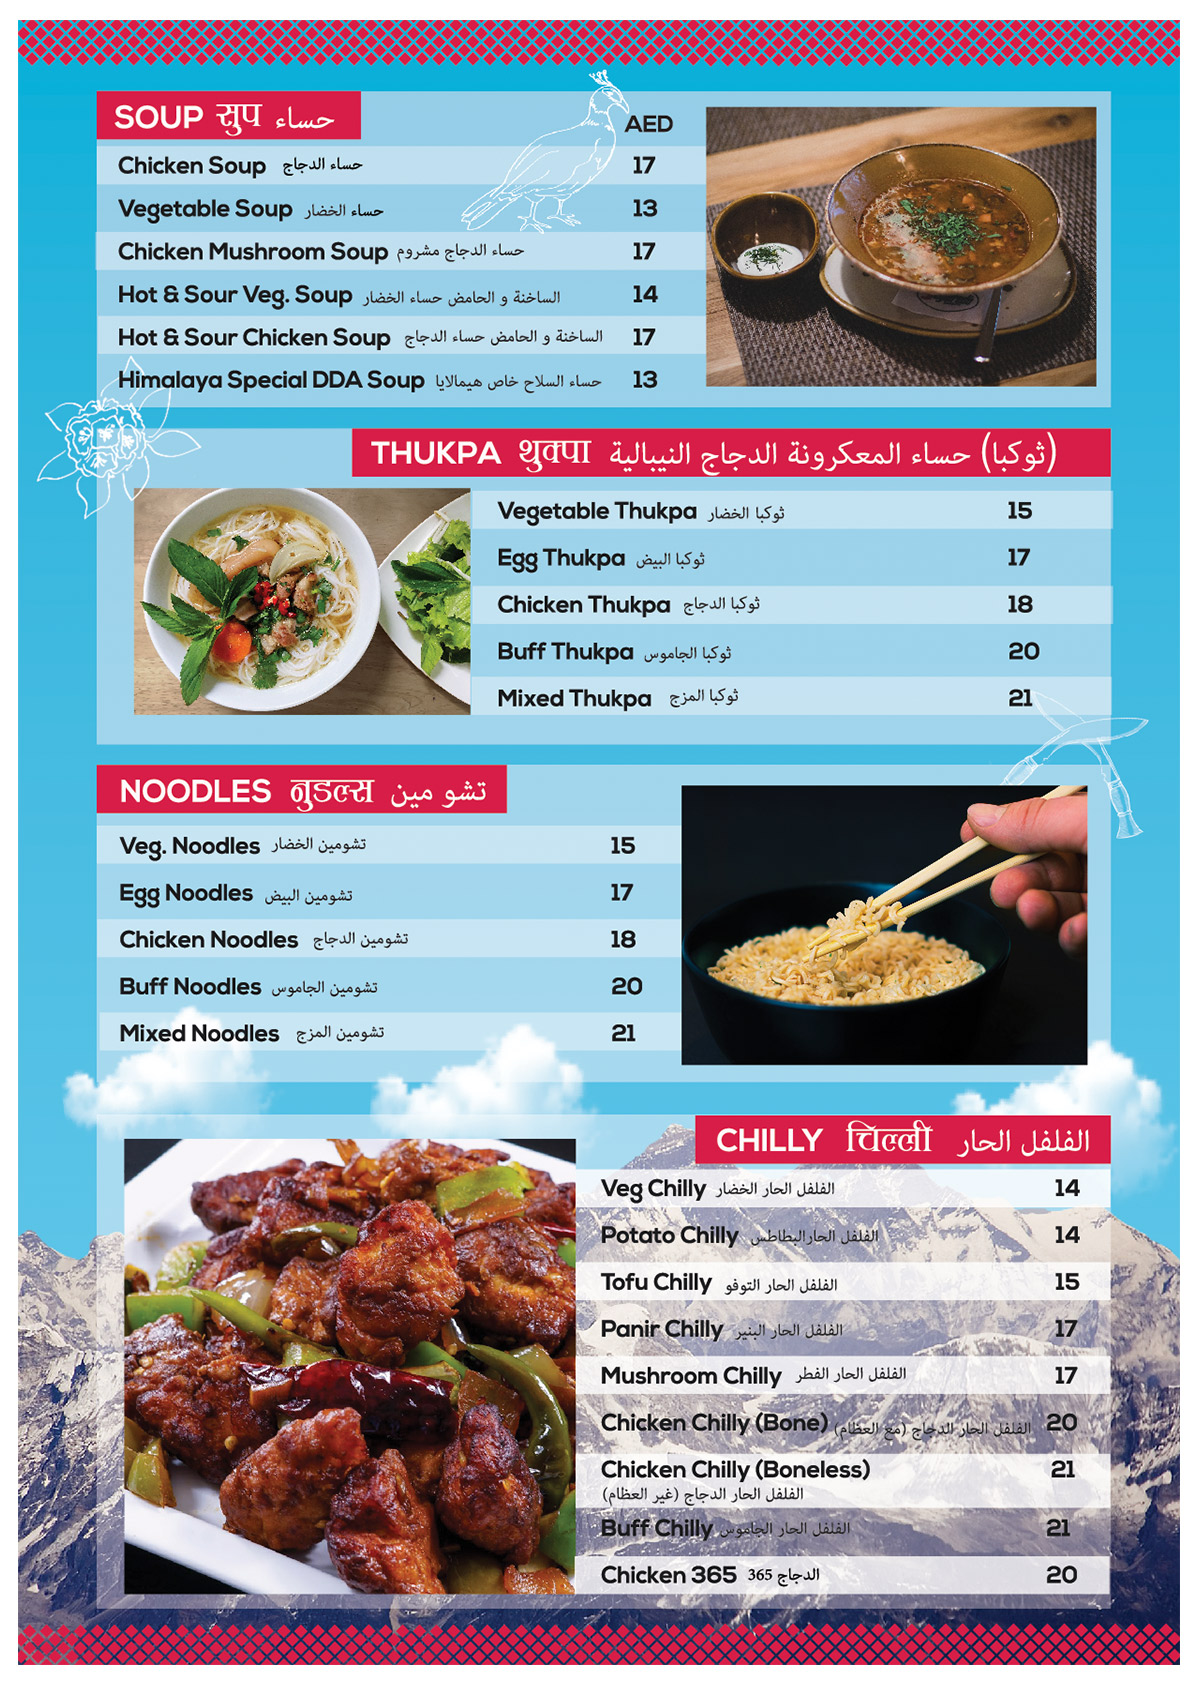 SOUP सुप حساء
AED
Chicken Soup حساء الدجاج 17
Vegetable Soup حساء الخضار 13
Chicken Mushroom Soup حساء الدجاج مشروم 17
Hot & Sour Veg. Soup الساخنة و الحامض حساء الخضار 14
Hot & Sour Chicken Soup الساخنة و الحامض حساء الدجاج 17
Himalaya Special DDA Soup حساء السلاح خاص هيمالايا 13
THUKPA थुक्पा (ثوكبا) حساء المعكرونة الدجاج النيبالية
Vegetable Thukpa ثوكبا الخضار 15
Egg Thukpa ثوكبا البيض 17
Chicken Thukpa ثوكبا الدجاج 18
Buff Thukpa ثوكبا الجاموس 20
Mixed Thukpa ثوكبا المزج 21
NOODLES नुडल्स تشو مين
Veg. Noodles تشومين الخضار 15
Egg Noodles تشومين البيض 17
Chicken Noodles تشومين الدجاج 18
Buff Noodles تشومين الجاموس 20
Mixed Noodles تشومين المزج 21
CHILLY चिल्ली الفلفل الحار
Veg Chilly الفلفل الحار الخضار 14
Potato Chilly الفلفل الحارالبطاطس 14
Tofu Chilly الفلفل الحار التوفو 15
Panir Chilly الفلفل الحار البنير 17
Mushroom Chilly الفلفل الحار الفطر 17
Chicken Chilly (Bone) الفلفل الحار الدجاج (مع العظام) 20
Chicken Chilly (Boneless) 21
الفلفل الحار الدجاج (غير العظام)
Buff Chilly الفلفل الحار الجاموس 21
Chicken 365 الدجاج 365 20